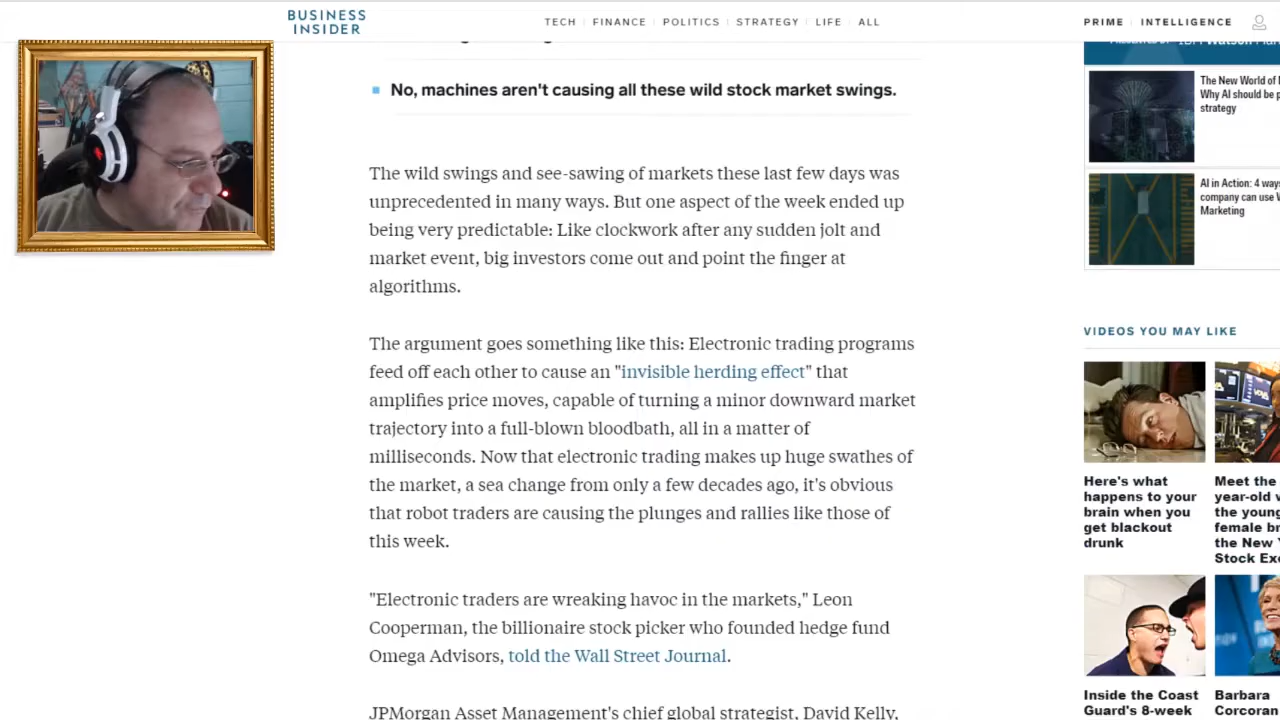 BUSINESS
INSIDER
TECH FINANCE POLITICS STRATEGY LIFE ALL
PRIME INTELLIGENCE
No, machines aren't causing all these wild stock market swings.
The wild swings and see-sawing of markets these last few days was
unprecedented in many ways. But one aspect of the week ended up
being very predictable: Like clockwork after any sudden jolt and
market event, big investors come out and point the finger at
algorithms.
The argument goes something like this: Electronic trading programs
feed off each other to cause an "invisible herding effect" that
amplifies price moves, capable of turning a minor downward market
trajectory into a full-blown bloodbath, all in a matter of
milliseconds. Now that electronic trading makes up huge swathes of
the market, a sea change from only a few decades ago, it's obvious
that robot traders are causing the plunges and rallies like those of
this week.
"Electronic traders are wreaking havoc in the markets," Leon
Cooperman, the billionaire stock picker who founded hedge fund
Omega Advisors, told the Wall Street Journal.
JPMorgan Asset Management's chief global strategist, David Kelly,
The New World of
Why AI should be
strategy
AI in Action: 4
company can use
Marketing
VIDEOS YOU MAY LIKE
Here's what
happens to your
brain when you
get blackout
drunk
Meet the
year-old
the young
female
the New
Stock
Inside the Coast
Guard's 8-week
Barbara
Corcoran